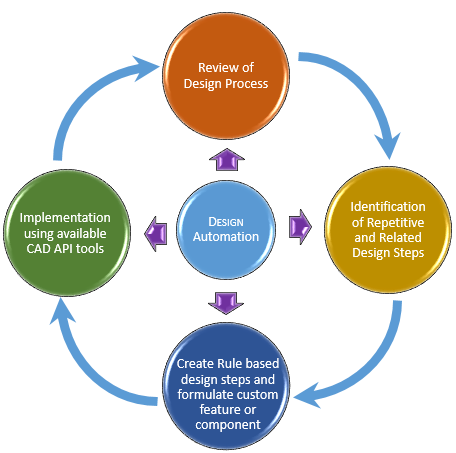 Review of
Design Process
Identification
of Repetitive
and Related
Design Steps
Create Rule based
design steps and
formulate custom
feature or
component
Implementation
using available
CAD API tools
DESIGN
Automation